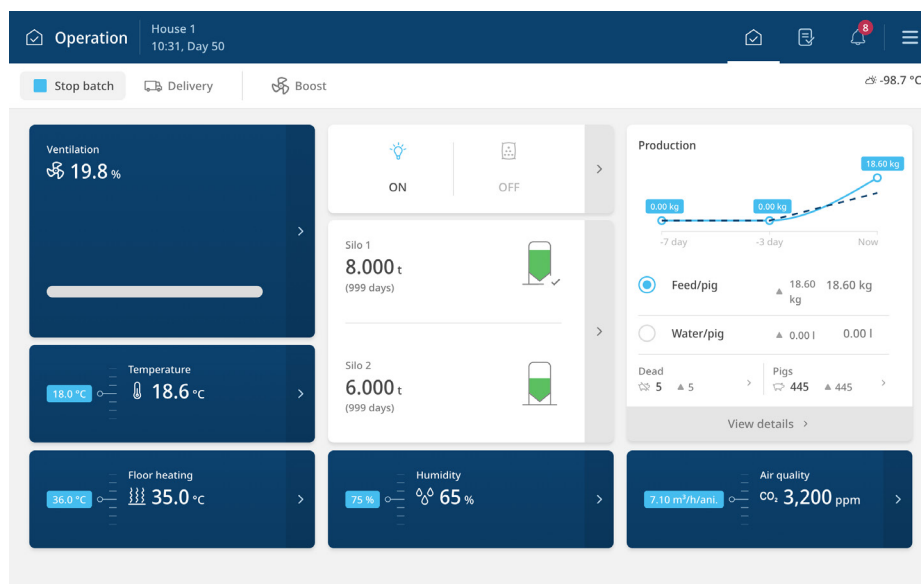 Operation
House 1
10:31, Day 50
8
Stop batch
Delivery
Boost
-98.7 °C
Ventilation
19.8 %
ON
OFF
Production
18.60 kg
0.00 kg
0.00 kg
-7 day
-3 day
Now
Silo 1
8.000 t
(999 days)
Feed/pig
18.60 kg
18.60 kg
Water/pig
0.00 l
0.00 l
Temperature
18.0 °C
18.6 °C
Silo 2
6.000 t
(999 days)
Dead
5
5
Pigs
445
445
View details
Floor heating
36.0 °C
35.0 °C
Humidity
75 %
65 %
Air quality
7.10 m³/h/ani.
CO₂ 3,200 ppm